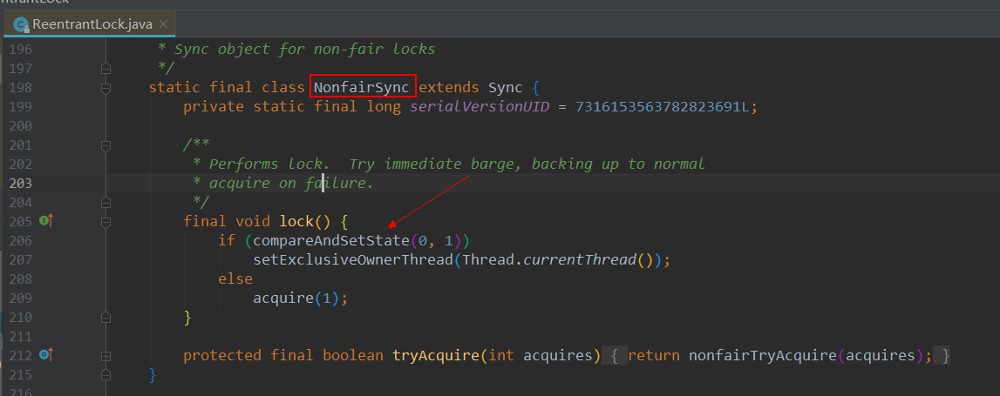 entrantLock
ReentrantLock.java
196 * Sync object for non-fair locks
197 */
198 static final class NonfairSync extends Sync {
199 private static final long serialVersionUID = 7316153563782823691L;
200
201 /**
202 * Performs lock.  Try immediate barge, backing up to normal
203 * acquire on failure.
204 */
205 final void lock() {
206 if (compareAndSetState(0, 1))
207 setExclusiveOwnerThread(Thread.currentThread());
208 else
209 acquire(1);
210 }
211
212 protected final boolean tryAcquire(int acquires) { return nonfairTryAcquire(acquires); }
215 }
216